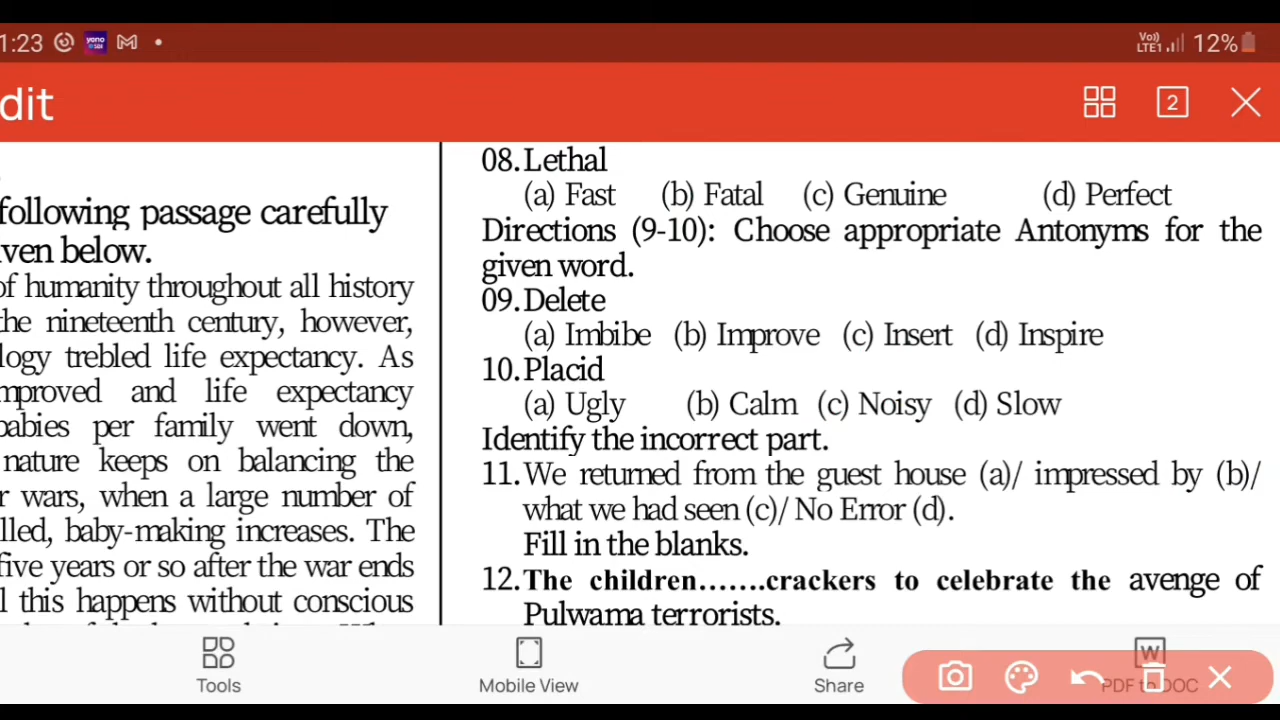 1:23
Vo))
LTE1
12%
dit
2
following passage carefully
ven below.
of humanity throughout all history
the nineteenth century, however,
logy trebled life expectancy. As
mproved and life expectancy
babies per family went down,
nature keeps on balancing the
r wars, when a large number of
lled, baby-making increases. The
five years or so after the war ends
l this happens without conscious
08. Lethal
(a) Fast (b) Fatal (c) Genuine (d) Perfect
Directions (9-10): Choose appropriate Antonyms for the
given word.
09. Delete
(a) Imbibe (b) Improve (c) Insert (d) Inspire
10. Placid
(a) Ugly (b) Calm (c) Noisy (d) Slow
Identify the incorrect part.
11. We returned from the guest house (a)/ impressed by (b)/
what we had seen (c)/ No Error (d).
Fill in the blanks.
12. The children.......crackers to celebrate the avenge of
Pulwama terrorists.
Tools
Mobile View
Share
W
PDF to DOC